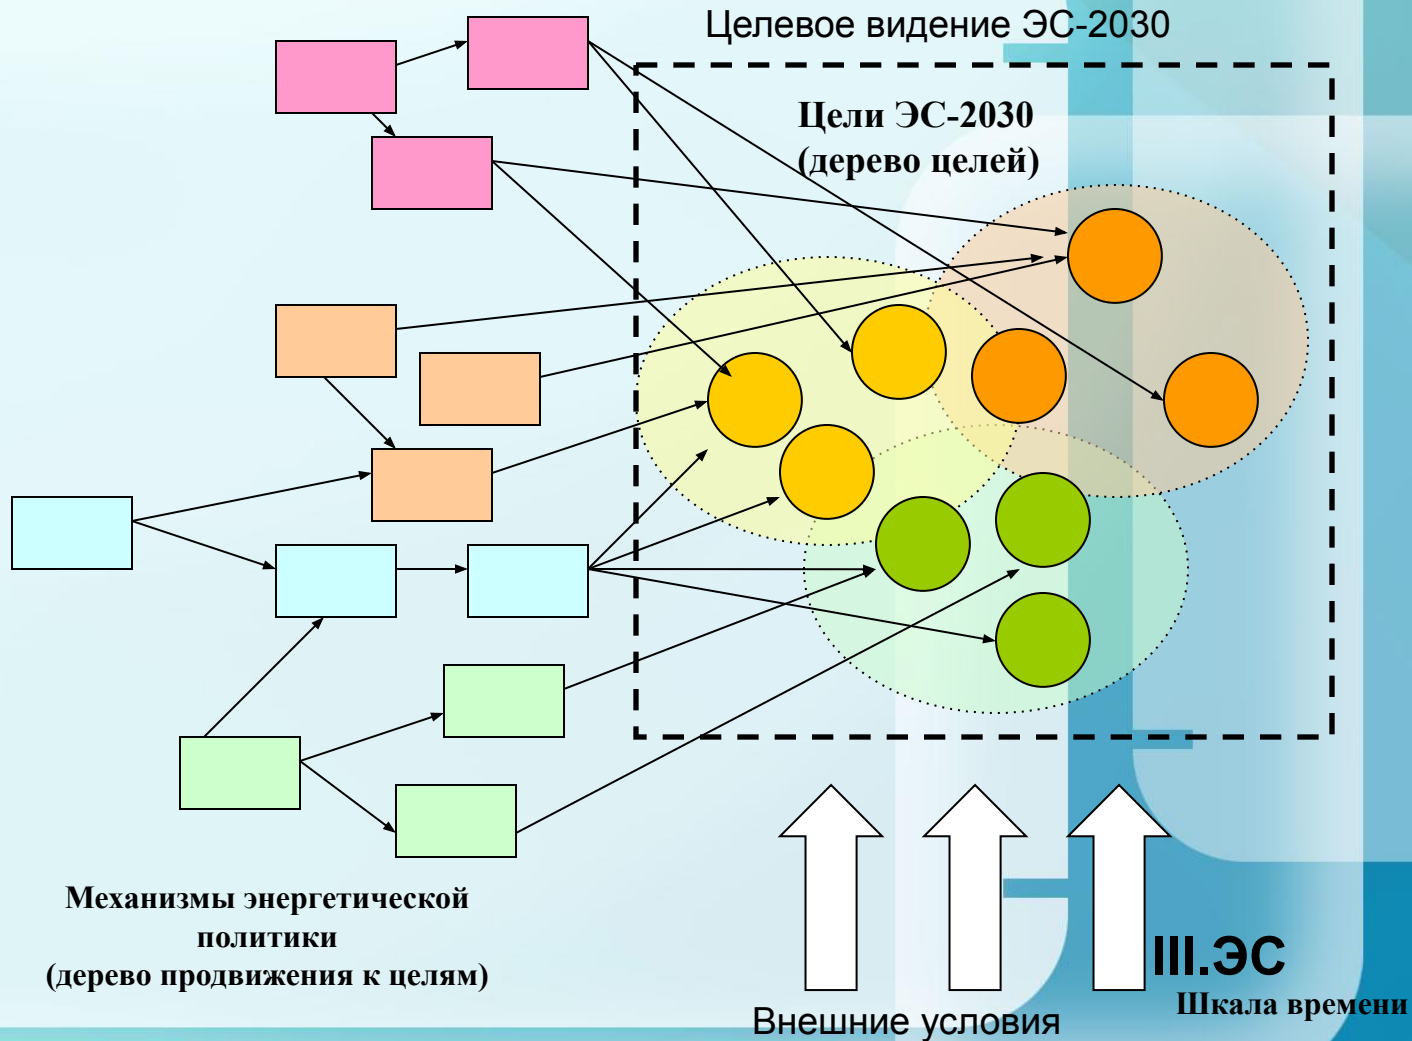 Целевое видение ЭС-2030
Цели ЭС-2030
(дерево целей)
Механизмы энергетической
политики
(дерево продвижения к целям)
III.ЭС
Шкала времени
Внешние условия